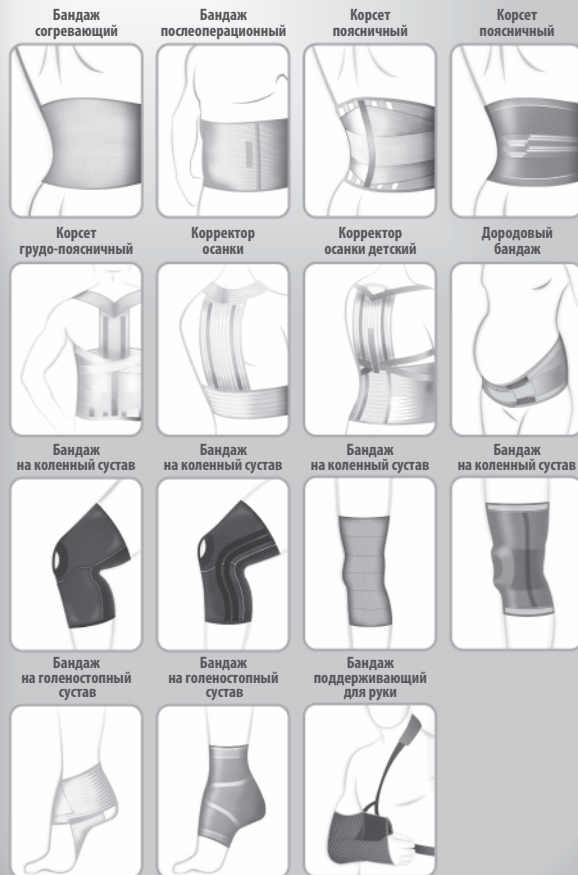 Бандаж
согревающий
Бандаж
послеоперационный
Корсет
поясничный
Корсет
поясничный
Корсет
грудо-поясничный
Корректор
осанки
Корректор
осанки детский
Дородовый
бандаж
Бандаж
на коленный сустав
Бандаж
на коленный сустав
Бандаж
на коленный сустав
Бандаж
на коленный сустав
Бандаж
на голеностопный
сустав
Бандаж
на голеностопный
сустав
Бандаж
поддерживающий
для руки